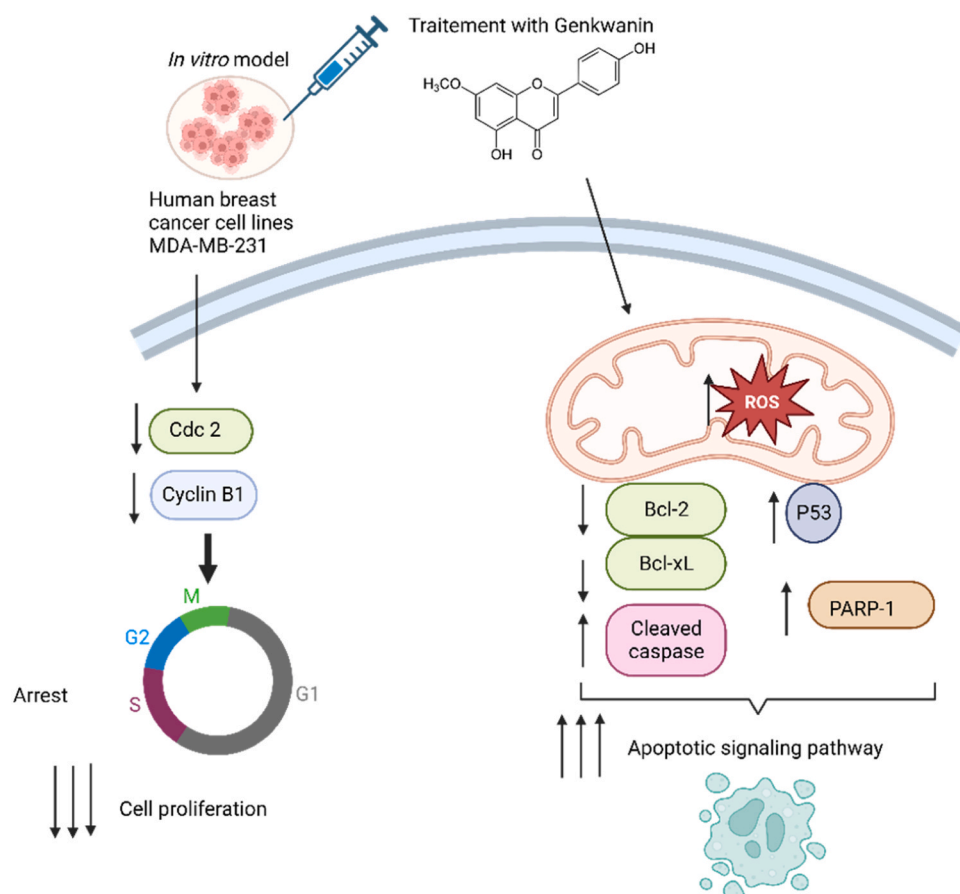 Traitement with Genkwanin
In vitro model
OH
H₃CO
O
OH
O
Human breast
cancer cell lines
MDA-MB-231
ROS
Cdc 2
Cyclin B1
Bcl-2
P53
Bcl-xL
PARP-1
Cleaved
caspase
M
G2
S
G1
Arrest
Apoptotic signaling pathway
Cell proliferation